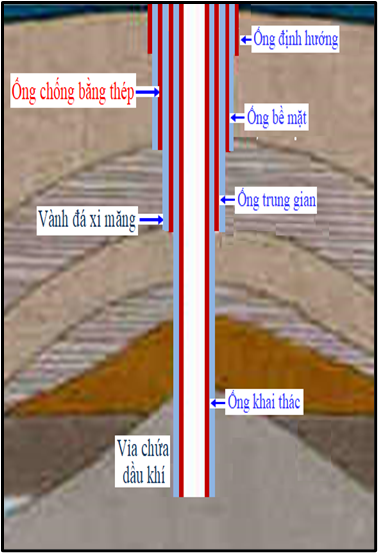 Ống định hướng
Ống chống bằng thép
Ống bề mặt
Ống trung gian
Vành đá xi măng
Ống khai thác
Vỉa chứa
dầu khí